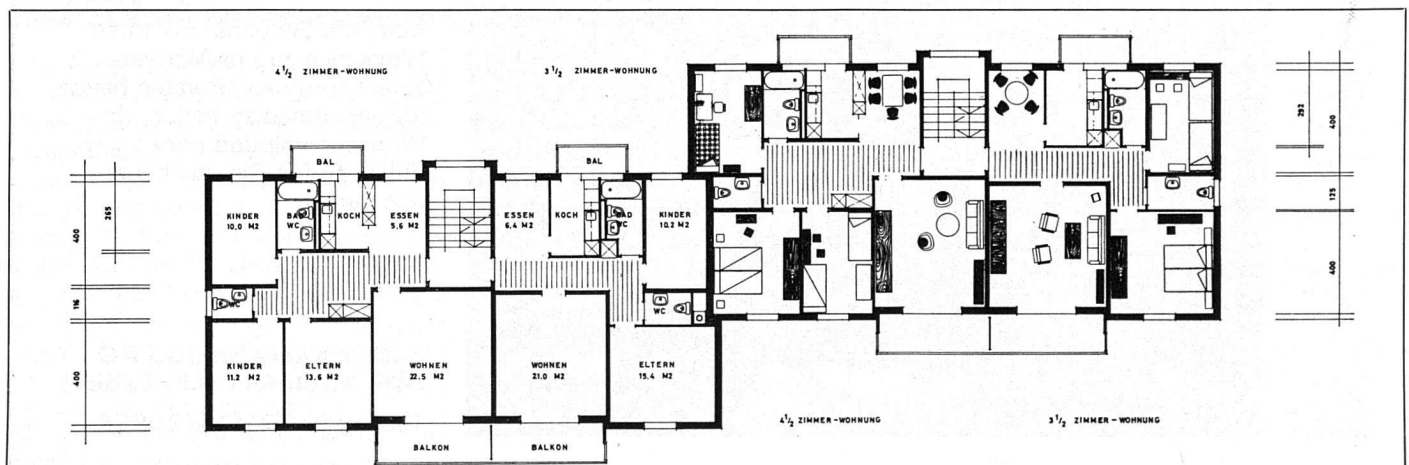 4 1/2 ZIMMER-WOHNUNG
3 1/2 ZIMMER-WOHNUNG
BAL
BAL
KINDER
10.0 M2
BAD
WC
KOCH
ESSEN
5.6 M2
ESSEN
6.4 M2
KOCH
BAD
WC
KINDER
10.2 M2
WC
WC
KINDER
11.2 M2
ELTERN
13.6 M2
WOHNEN
22.5 M2
WOHNEN
21.0 M2
ELTERN
15.4 M2
BALKON
BALKON
265
400
116
400
292
400
125
400
4 1/2 ZIMMER-WOHNUNG
3 1/2 ZIMMER-WOHNUNG